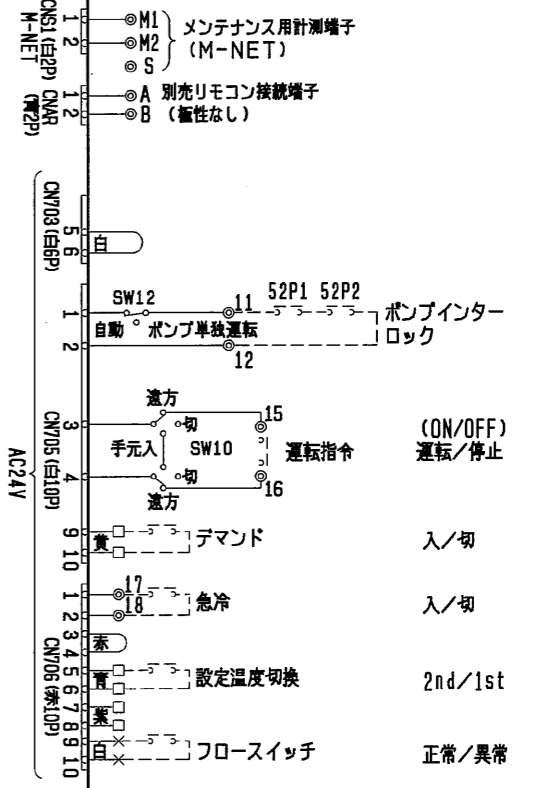 CNS1(白2P)
M-NET
1
2
M1
M2
S
メンテナンス用計測端子
(M-NET)
CNAR
(青2P)
1
2
A 別売リモコン接続端子
B (極性なし)
AC24V
CN703(白6P)
5
6
白
CN705(白10P)
1
2
SW12
自動 ポンプ単独運転
11
12
52P1 52P2
ポンプインター
ロック
3
4
遠方
切
手元入
SW10
切
遠方
15
16
運転指令
(ON/OFF)
運転/停止
9
10
黄
デマンド
入/切
CN706(赤10P)
1
2
17
18
急冷
入/切
3
4
赤
5
6
青
設定温度切換
2nd/1st
7
8
紫
9
10
白
フロースイッチ
正常/異常